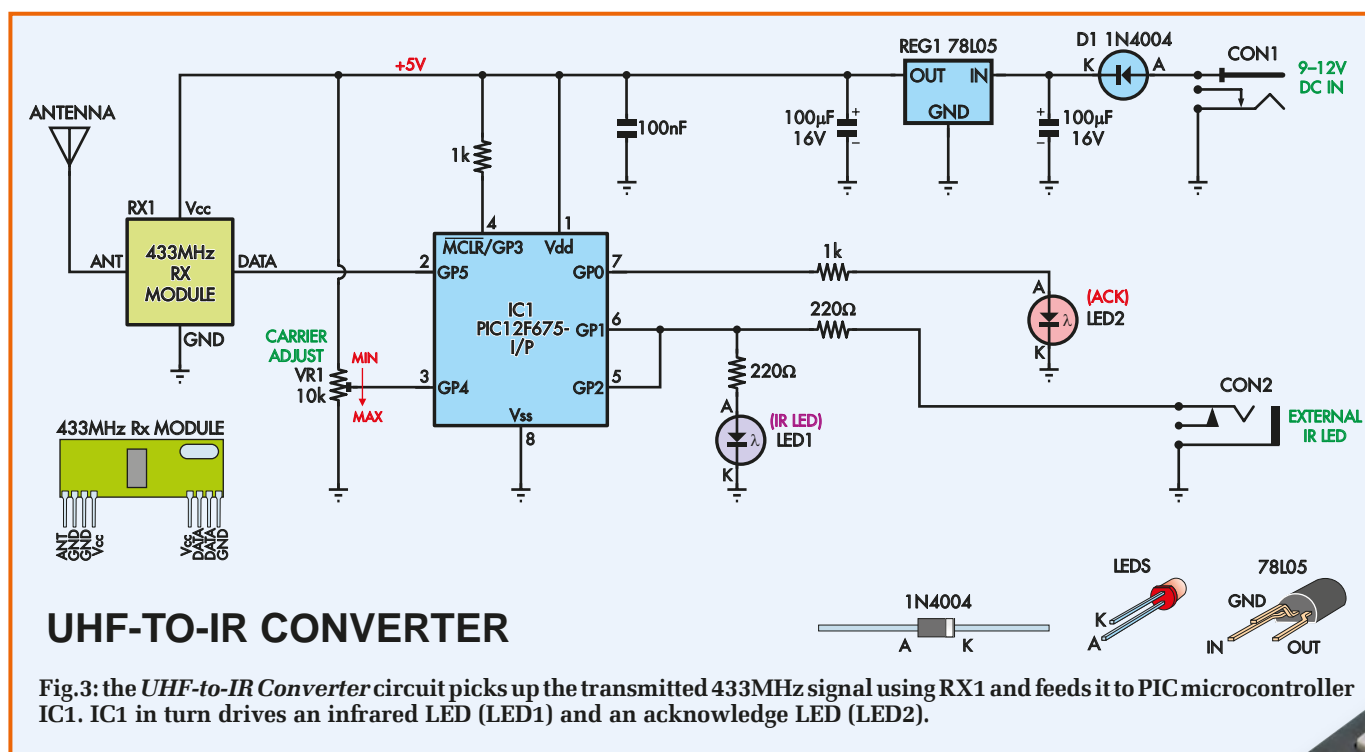 REG1 78L05
D1 1N4004
CON1
+5V
K
A
9–12V
DC IN
OUT
IN
GND
ANTENNA
100nF
100µF
16V
+
–
100µF
16V
+
–
1k
RX1
Vcc
433MHz
RX
MODULE
ANT
DATA
GND
4
1
MCLR/GP3
Vdd
2
GP5
GP0
7
1k
IC1
PIC12F675-
I/P
GP1
6
220Ω
A
(ACK)
λ
LED2
K
CARRIER
ADJUST
VR1
10k
MIN
MAX
3
GP4
GP2
5
220Ω
Vss
8
A
(IR LED)
λ
LED1
K
CON2
EXTERNAL
IR LED
433MHz Rx MODULE
ANT
GND
GND
Vcc
Vcc
DATA
DATA
GND
UHF-TO-IR CONVERTER
1N4004
A
K
LEDS
K
A
78L05
GND
IN
OUT
Fig.3: the UHF-to-IR Converter circuit picks up the transmitted 433MHz signal using RX1 and feeds it to PIC microcontroller
IC1. IC1 in turn drives an infrared LED (LED1) and an acknowledge LED (LED2).